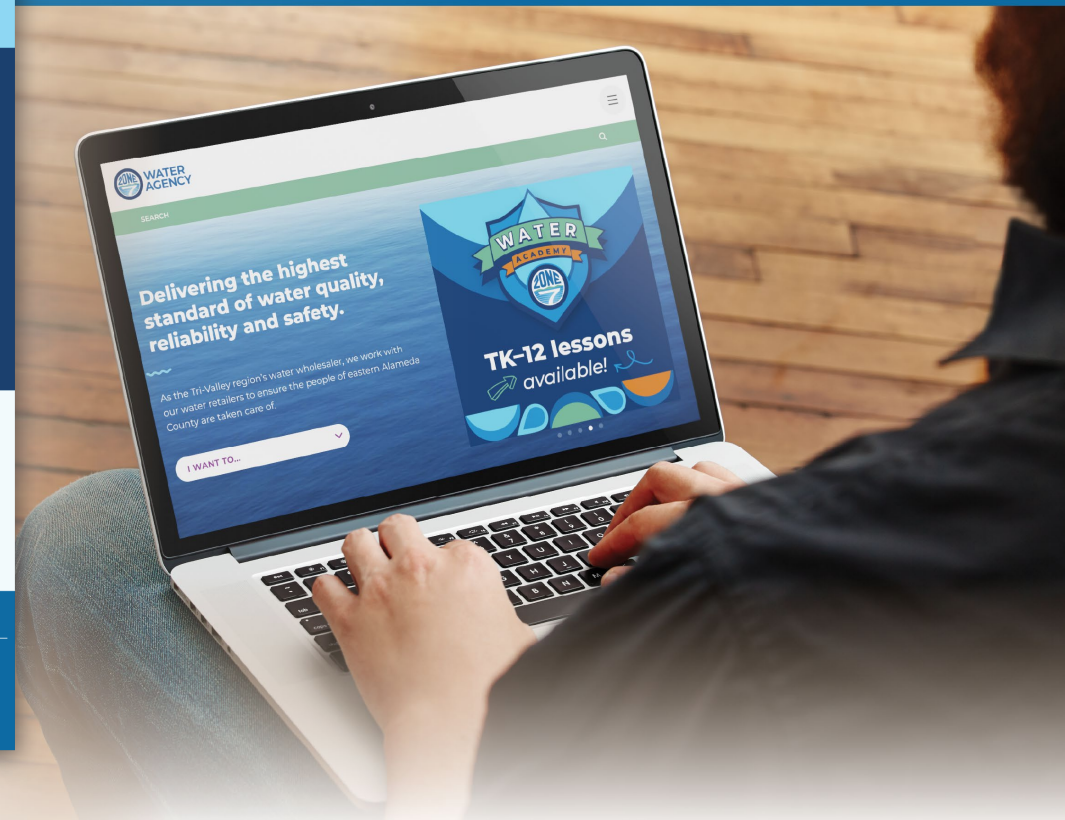 ZONE 7
WATER
AGENCY
SEARCH
Delivering the highest
standard of water quality,
reliability and safety.
As the Tri-Valley region's water wholesaler, we work with
our water retailers to ensure the people of eastern Alameda
County are taken care of.
I WANT TO...
WATER
ACADEMY
ZONE 7
TK–12 lessons
available!